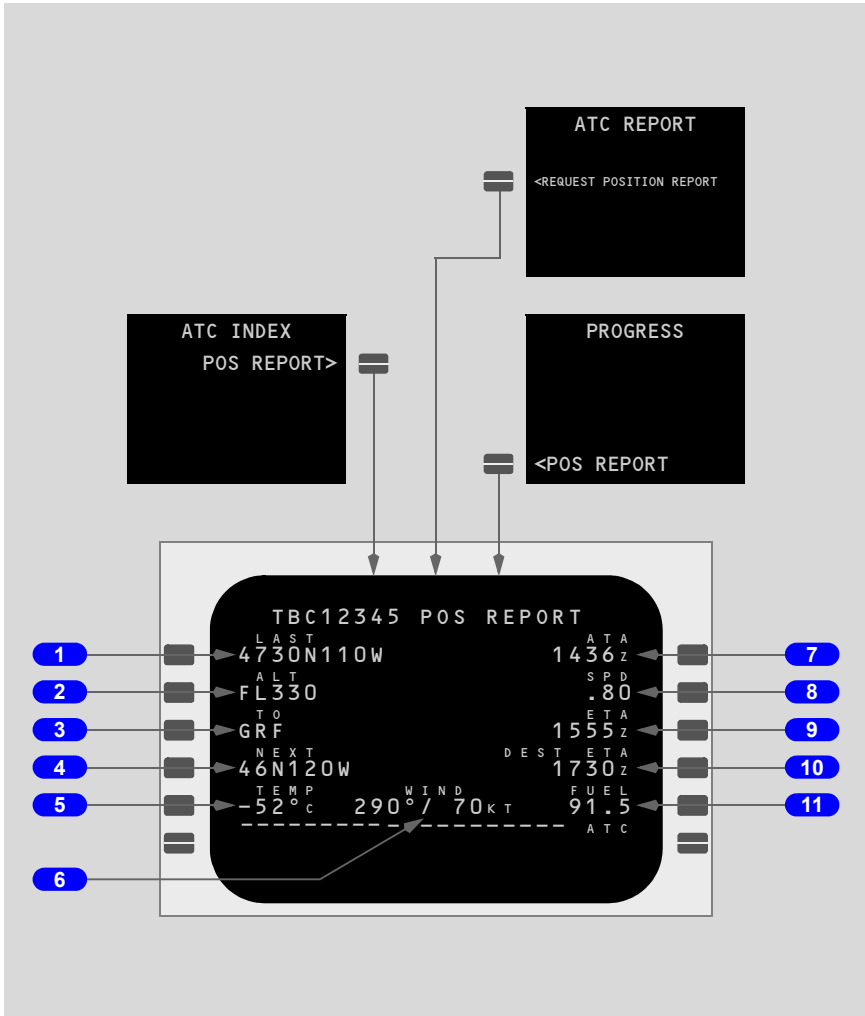 ATC REPORT
<REQUEST POSITION REPORT
ATC INDEX
POS REPORT>
PROGRESS
<POS REPORT
TBC12345 POS REPORT
LAST ATA
1 4730N110W 1436z 7
ALT SPD
2 FL330 .80 8
TO ETA
3 GRF 1555z 9
NEXT DEST ETA
4 46N120W 1730z 10
TEMP WIND FUEL
5 -52°c 290°/ 70KT 91.5 11
------------------
ATC
6